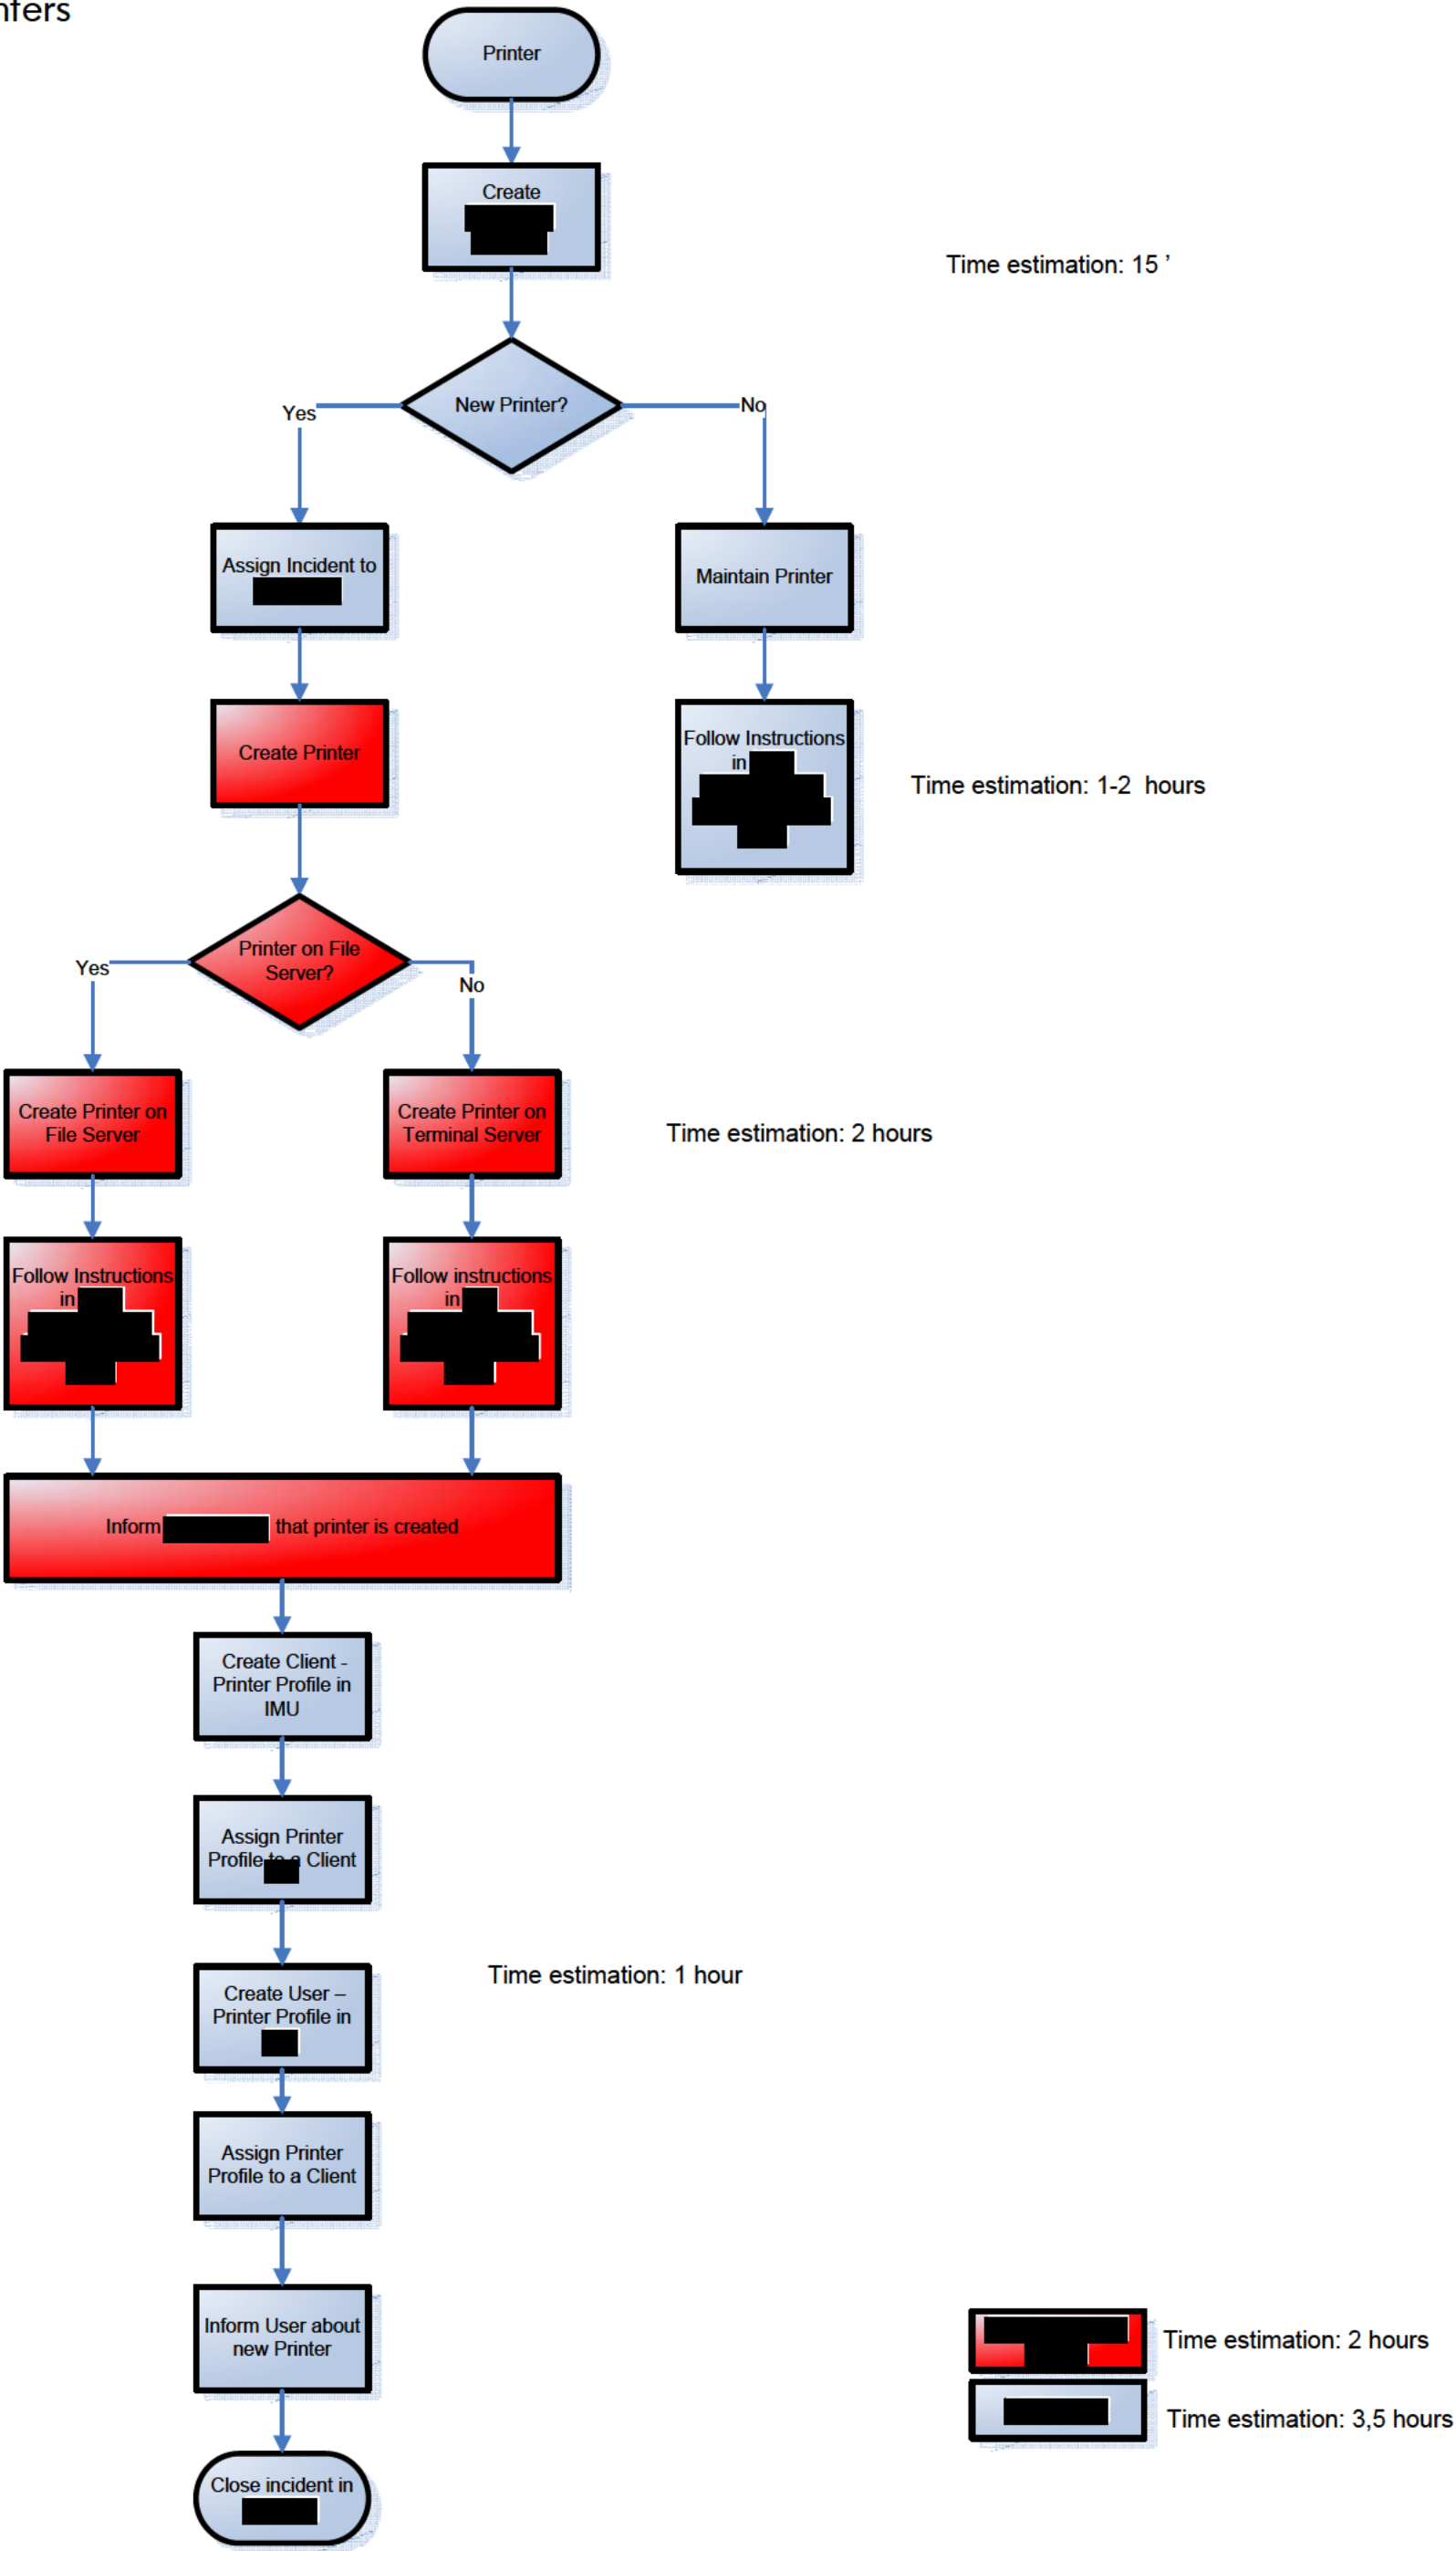 nters
Printer
Create
Time estimation: 15 ’
New Printer?
Yes
No
Assign Incident to
Maintain Printer
Create Printer
Follow Instructions
in
Time estimation: 1-2 hours
Printer on File
Server?
Yes
No
Create Printer on
File Server
Create Printer on
Terminal Server
Time estimation: 2 hours
Follow Instructions
in
Follow instructions
in
Inform that printer is created
Create Client -
Printer Profile in
IMU
Assign Printer
Profile to a Client
Create User –
Printer Profile in
Time estimation: 1 hour
Assign Printer
Profile to a Client
Inform User about
new Printer
Time estimation: 2 hours
Time estimation: 3,5 hours
Close incident in